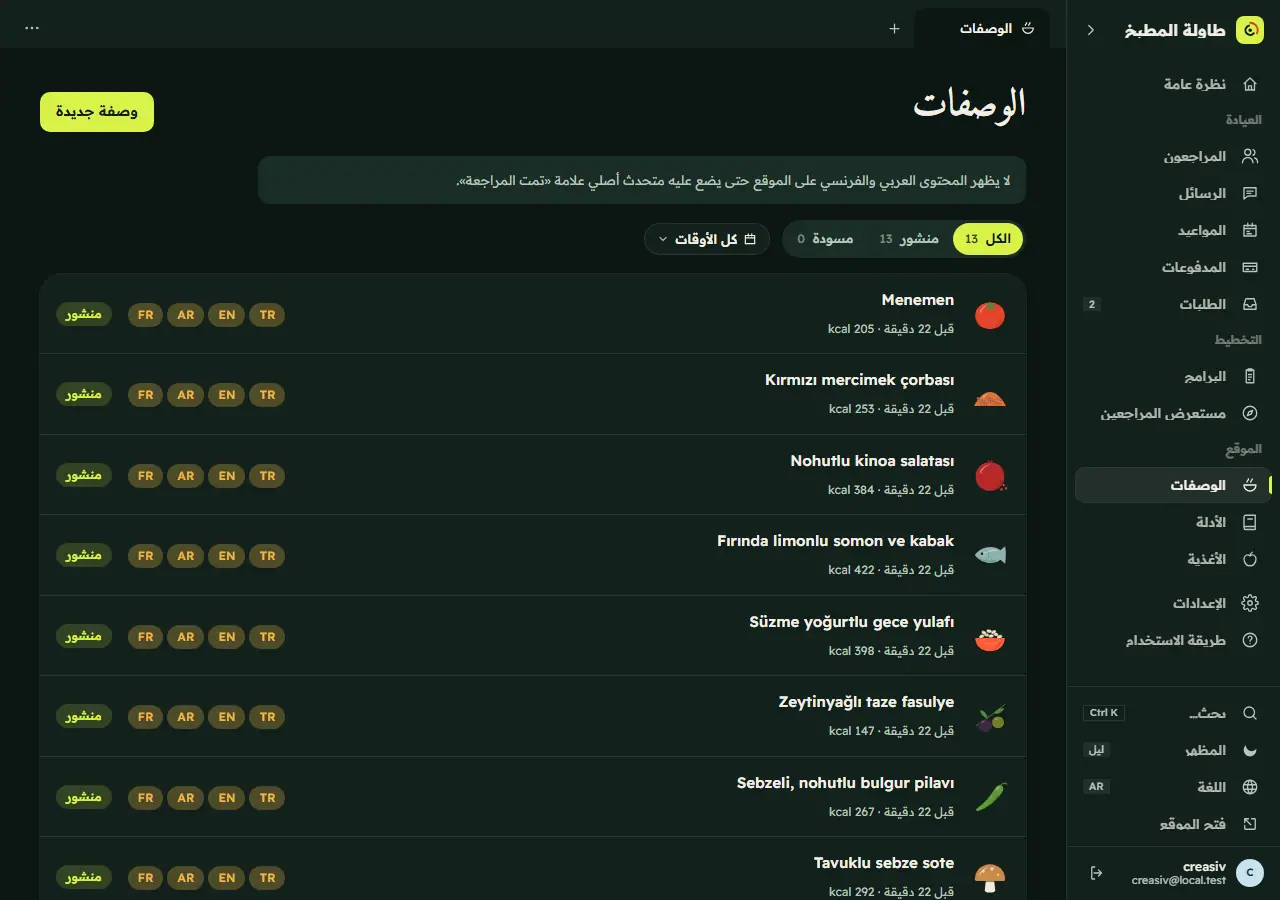 طاولة المطبخ
نظرة عامة
العيادة
المراجعون
الرسائل
المواعيد
المدفوعات
الطلبات 2
التخطيط
البرامج
مستعرض المراجعين
الموقع
الوصفات
الأدلة
الأغذية
الإعدادات
طريقة الاستخدام
بحث... Ctrl K
المظهر ليل
اللغة AR
فتح الموقع
C creasiv
creasiv@local.test
الوصفات + ...
الوصفات
وصفة جديدة
لا يظهر المحتوى العربي والفرنسي على الموقع حتى يضع عليه متحدث أصلي علامة «تمت المراجعة».
الكل 13 منشور 13 مسودة 0 كل الأوقات
Menemen
قبل 22 دقيقة · 205 kcal
TR EN AR FR منشور
Kırmızı mercimek çorbası
قبل 22 دقيقة · 253 kcal
TR EN AR FR منشور
Nohutlu kinoa salatası
قبل 22 دقيقة · 384 kcal
TR EN AR FR منشور
Fırında limonlu somon ve kabak
قبل 22 دقيقة · 422 kcal
TR EN AR FR منشور
Süzme yoğurtlu gece yulafı
قبل 22 دقيقة · 398 kcal
TR EN AR FR منشور
Zeytinyağlı taze fasulye
قبل 22 دقيقة · 147 kcal
TR EN AR FR منشور
Sebzeli, nohutlu bulgur pilavı
قبل 22 دقيقة · 267 kcal
TR EN AR FR منشور
Tavuklu sebze sote
قبل 22 دقيقة · 292 kcal
TR EN AR FR منشور